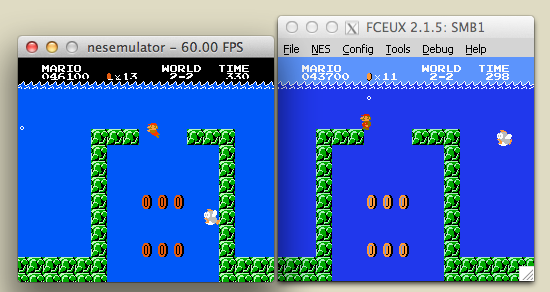 nesemulator – 60.00 FPS
MARIO WORLD TIME
046100 x13 2-2 330
FCEUX 2.1.5: SMB1
File NES Config Tools Debug Help
MARIO WORLD TIME
043700 x11 2-2 298